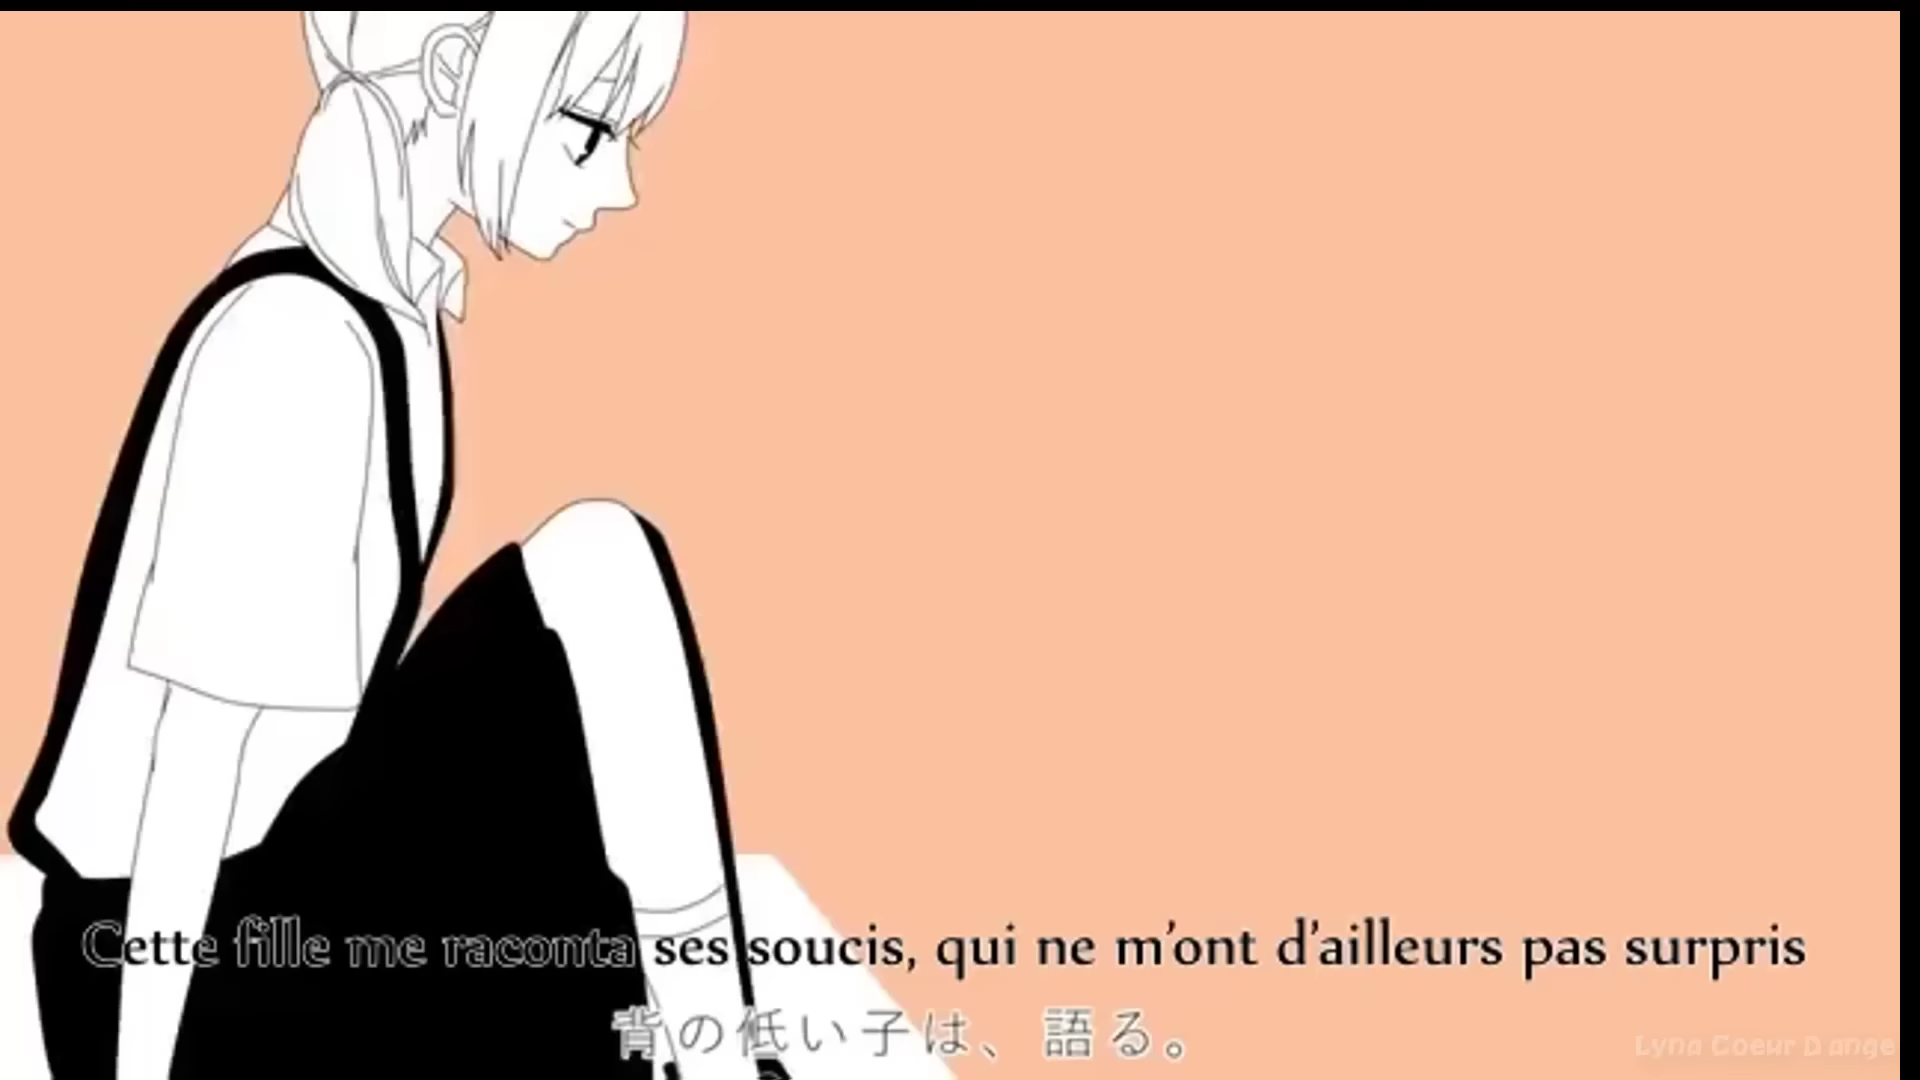 Cette fille me raconta ses soucis, qui ne m’ont d’ailleurs pas surpris
背の低い子は、語る。
Lyna Coeur D ange